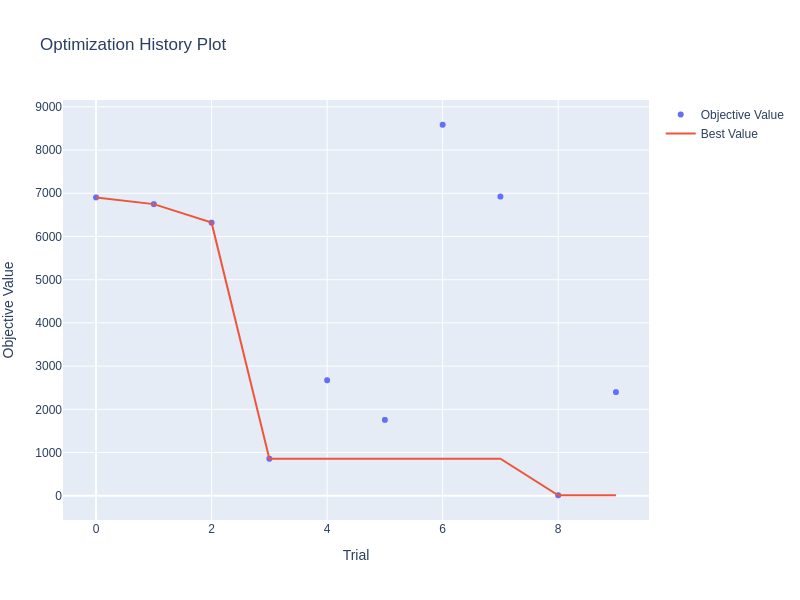 Optimization History Plot
Objective Value
Best Value
9000
8000
7000
6000
5000
4000
3000
2000
1000
0
Objective Value
0 2 4 6 8
Trial